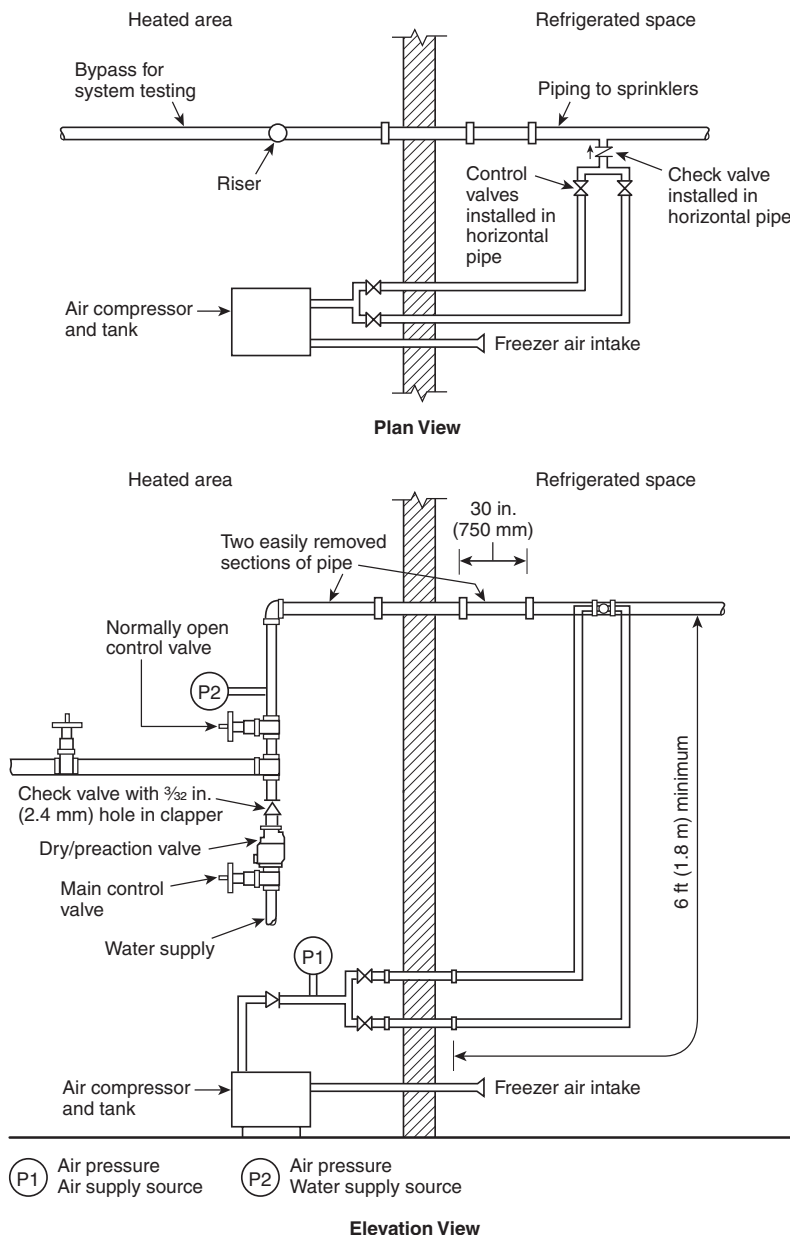 Heated area
Refrigerated space
Bypass for
system testing
Piping to sprinklers
Riser
Control
valves
installed in
horizontal
pipe
Check valve
installed in
horizontal pipe
Air compressor
and tank
Freezer air intake
Plan View
Heated area
Refrigerated space
30 in.
(750 mm)
Two easily removed
sections of pipe
Normally open
control valve
P2
Check valve with 3⁄32 in.
(2.4 mm) hole in clapper
Dry/preaction valve
Main control
valve
Water supply
6 ft (1.8 m) minimum
P1
Air compressor
and tank
Freezer air intake
P1 Air pressure
Air supply source
P2 Air pressure
Water supply source
Elevation View